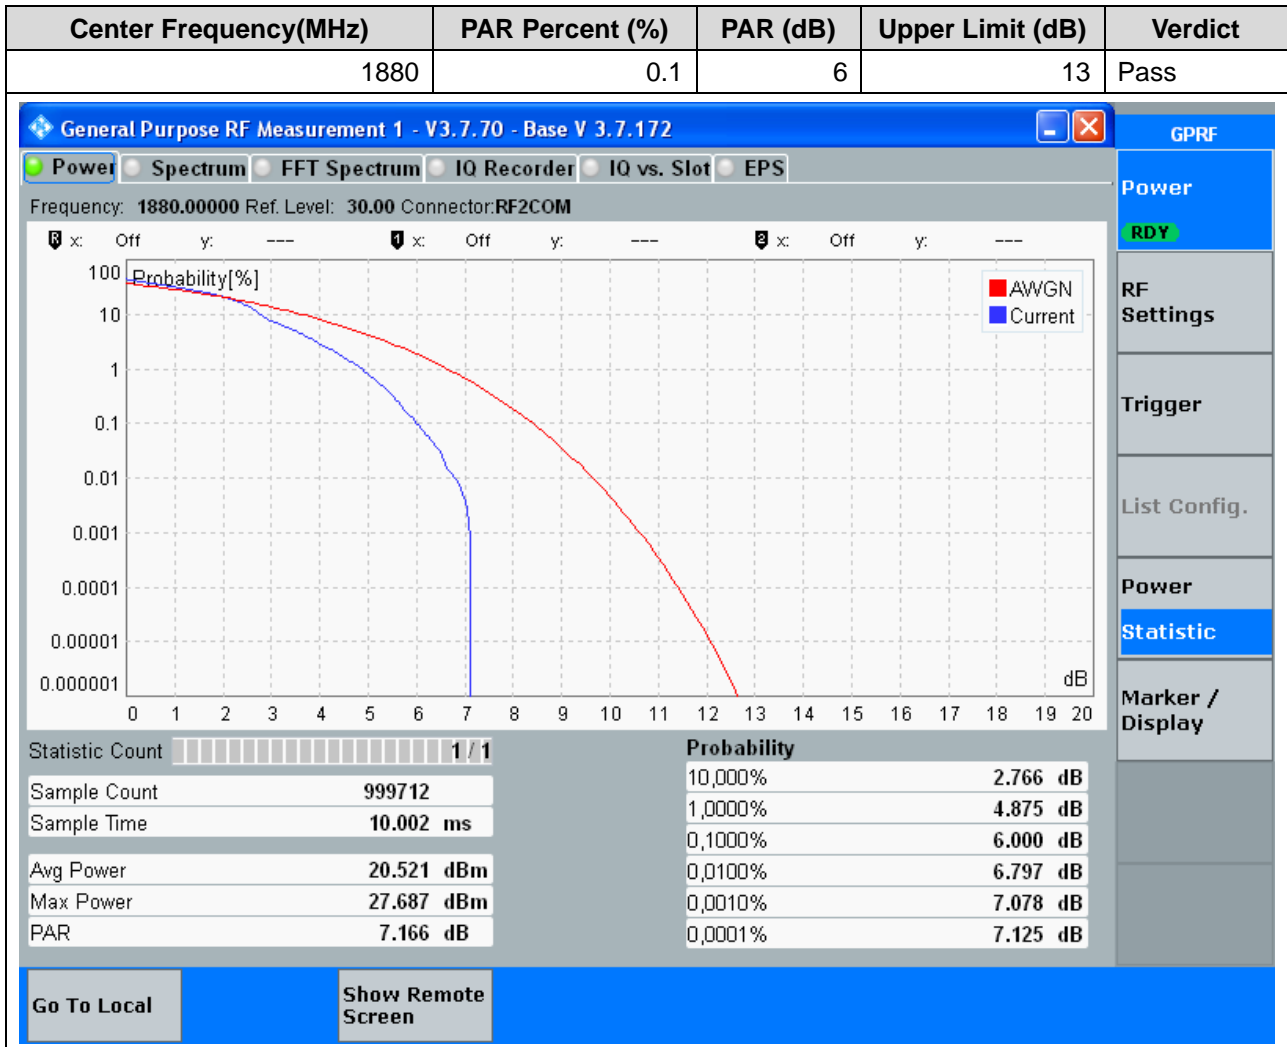 Center Frequency(MHz) PAR Percent (%) PAR (dB) Upper Limit (dB) Verdict
1880 0.1 6 13 Pass
General Purpose RF Measurement 1 - V3.7.70 - Base V 3.7.172
Power Spectrum FFT Spectrum IQ Recorder IQ vs. Slot EPS
Frequency: 1880.00000 Ref. Level: 30.00 Connector:RF2COM
R x: Off y: --- 1 x: Off y: --- 2 x: Off y: ---
Probability[%]
AWGN
Current
100
10
1
0.1
0.01
0.001
0.0001
0.00001
0.000001
dB
0 1 2 3 4 5 6 7 8 9 10 11 12 13 14 15 16 17 18 19 20
Statistic Count 1 / 1
Sample Count 999712
Sample Time 10.002 ms
Avg Power 20.521 dBm
Max Power 27.687 dBm
PAR 7.166 dB
Probability
10,000% 2.766 dB
1,0000% 4.875 dB
0,1000% 6.000 dB
0,0100% 6.797 dB
0,0010% 7.078 dB
0,0001% 7.125 dB
GPRF
Power
RDY
RF
Settings
Trigger
List Config.
Power
Statistic
Marker /
Display
Go To Local
Show Remote
Screen